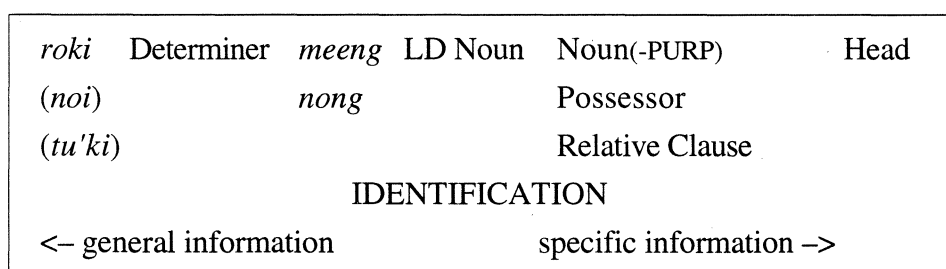 roki Determiner meeng LD Noun Noun(-PURP) Head
(noi) nong Possessor
(tu'ki) Relative Clause
IDENTIFICATION
<– general information specific information –>